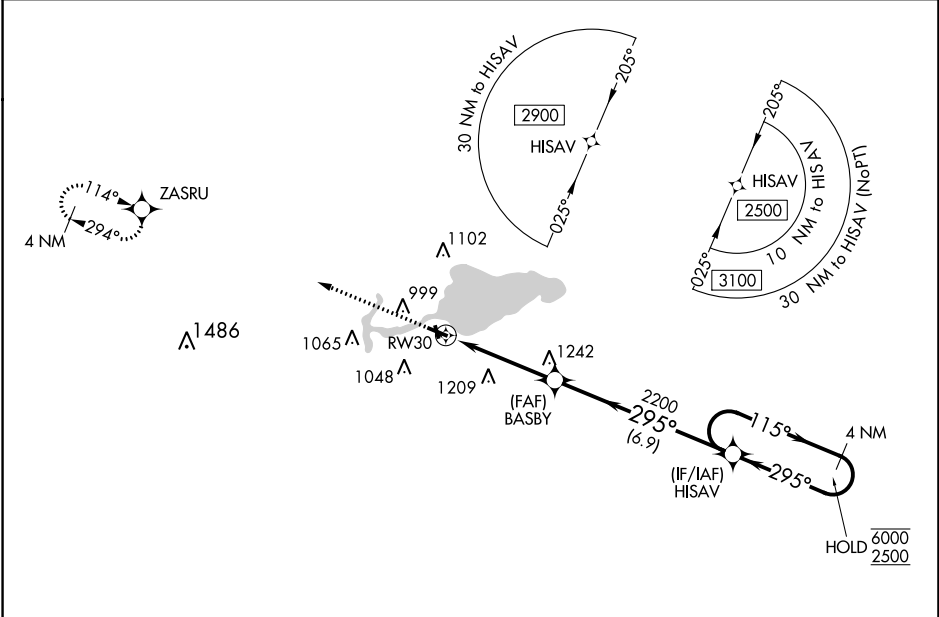 30 NM to HISAV
205°
2900
HISAV
025°
205°
HISAV
2500
10 NM to HISAV
025°
3100
30 NM to HISAV (NoPT)
114°
ZASRU
294°
4 NM
1102
999
1486
1065
RW30
1048
1209
1242
(FAF)
BASBY
2200
295°
(6.9)
115°
4 NM
295°
(IF/IAF)
HISAV
HOLD
6000
2500